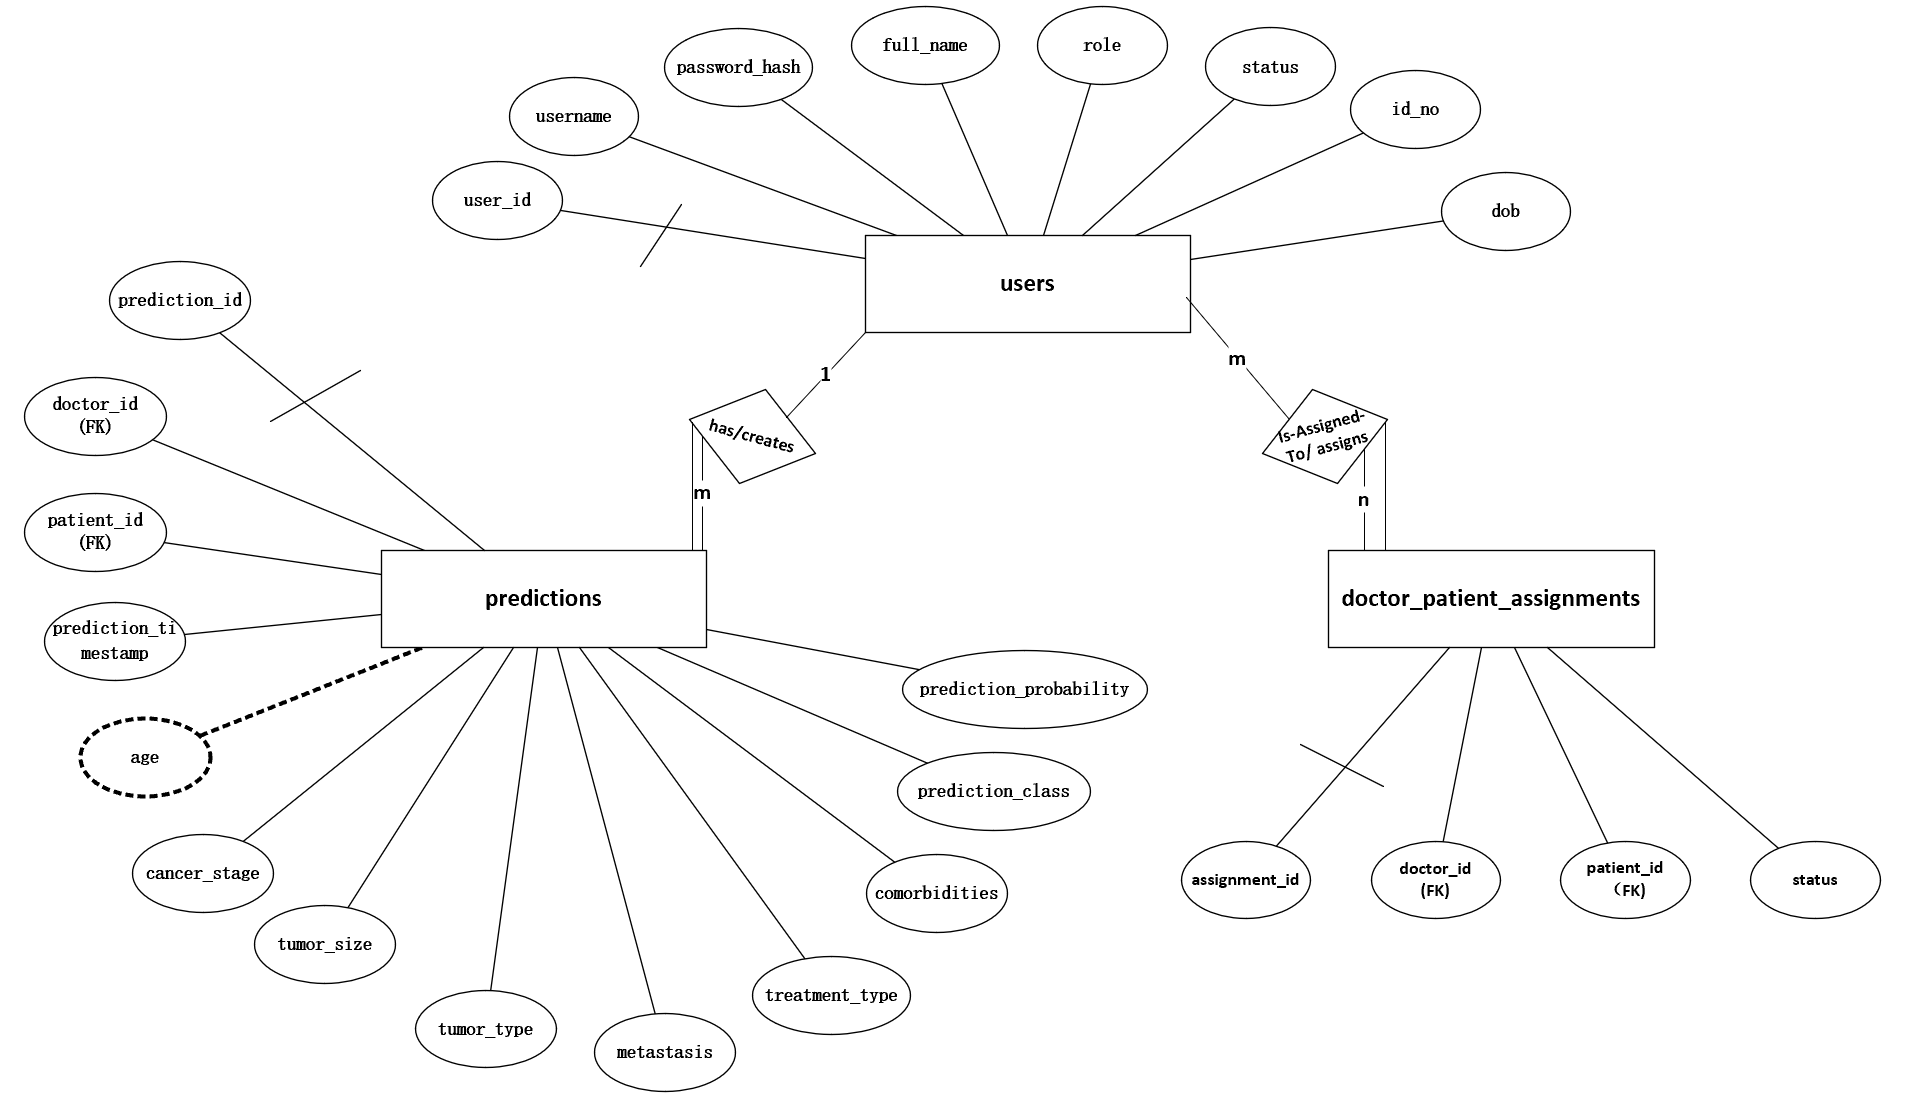 full_name
role
password_hash
status
username
id_no
user_id
dob
users
prediction_id
1
m
doctor_id
(FK)
has/creates
Is-Assigned-
To/ assigns
m
n
patient_id
(FK)
predictions
doctor_patient_assignments
prediction_ti
mestamp
prediction_probability
age
prediction_class
cancer_stage
comorbidities
assignment_id
doctor_id
(FK)
patient_id
（FK)
status
tumor_size
treatment_type
tumor_type
metastasis